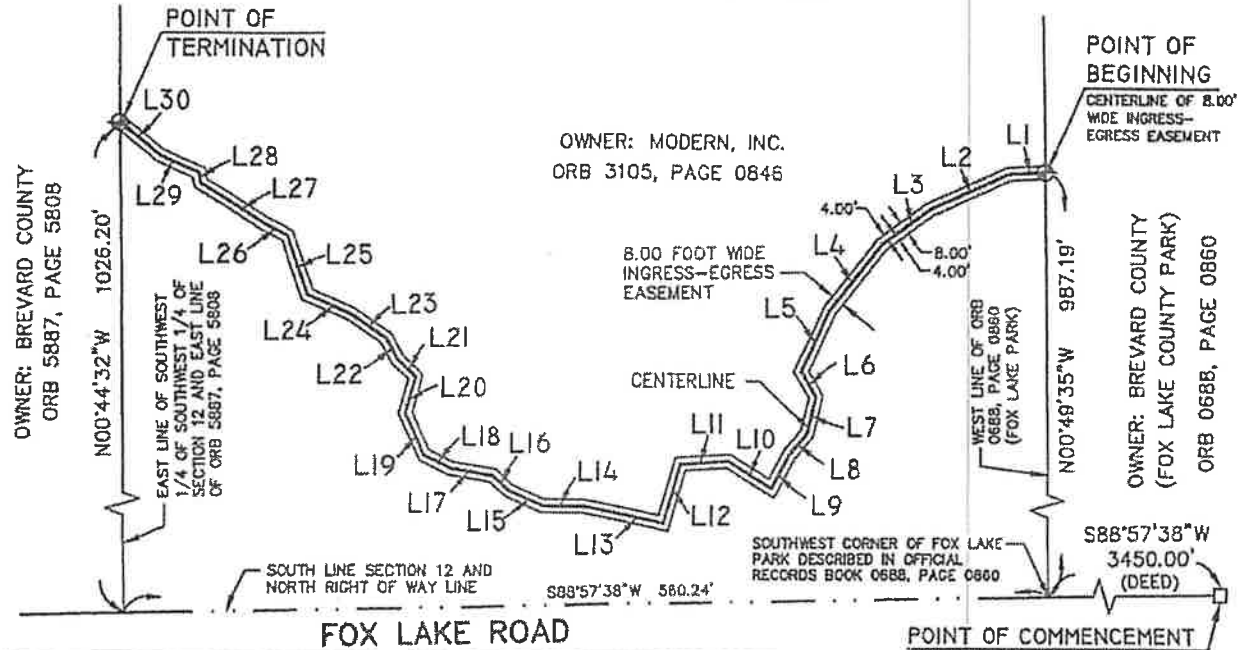 POINT OF
TERMINATION
L30
L28
L29
L27
L26
L25
L24
L23
L22
L21
L20
L19
L18
L17
L16
L15
L14
L13
L12
L11
L10
L9
L8
L7
L6
L5
L4
L3
L2
L1
OWNER: MODERN, INC.
ORB 3105, PAGE 0846
POINT OF
BEGINNING
CENTERLINE OF 8.00'
WIDE INGRESS-
EGRESS EASEMENT
4.00'
8.00'
4.00'
8.00 FOOT WIDE
INGRESS-EGRESS
EASEMENT
CENTERLINE
OWNER: BREVARD COUNTY
ORB 5887, PAGE 5808
N00°44'32"W 1026.20'
EAST LINE OF SOUTHWEST
1/4 OF SOUTHWEST 1/4 OF
SECTION 12 AND EAST LINE
OF ORB 5887, PAGE 5808
WEST LINE OF ORB
0688, PAGE 0860
(FOX LAKE PARK)
N00°49'35"W 987.19'
OWNER: BREVARD COUNTY
(FOX LAKE COUNTY PARK)
ORB 0688, PAGE 0860
SOUTHWEST CORNER OF FOX LAKE
PARK DESCRIBED IN OFFICIAL
RECORDS BOOK 0688, PAGE 0860
S88°57'38"W
3450.00'
(DEED)
SOUTH LINE SECTION 12 AND
NORTH RIGHT OF WAY LINE
S88°57'38"W 580.24'
FOX LAKE ROAD
POINT OF COMMENCEMENT